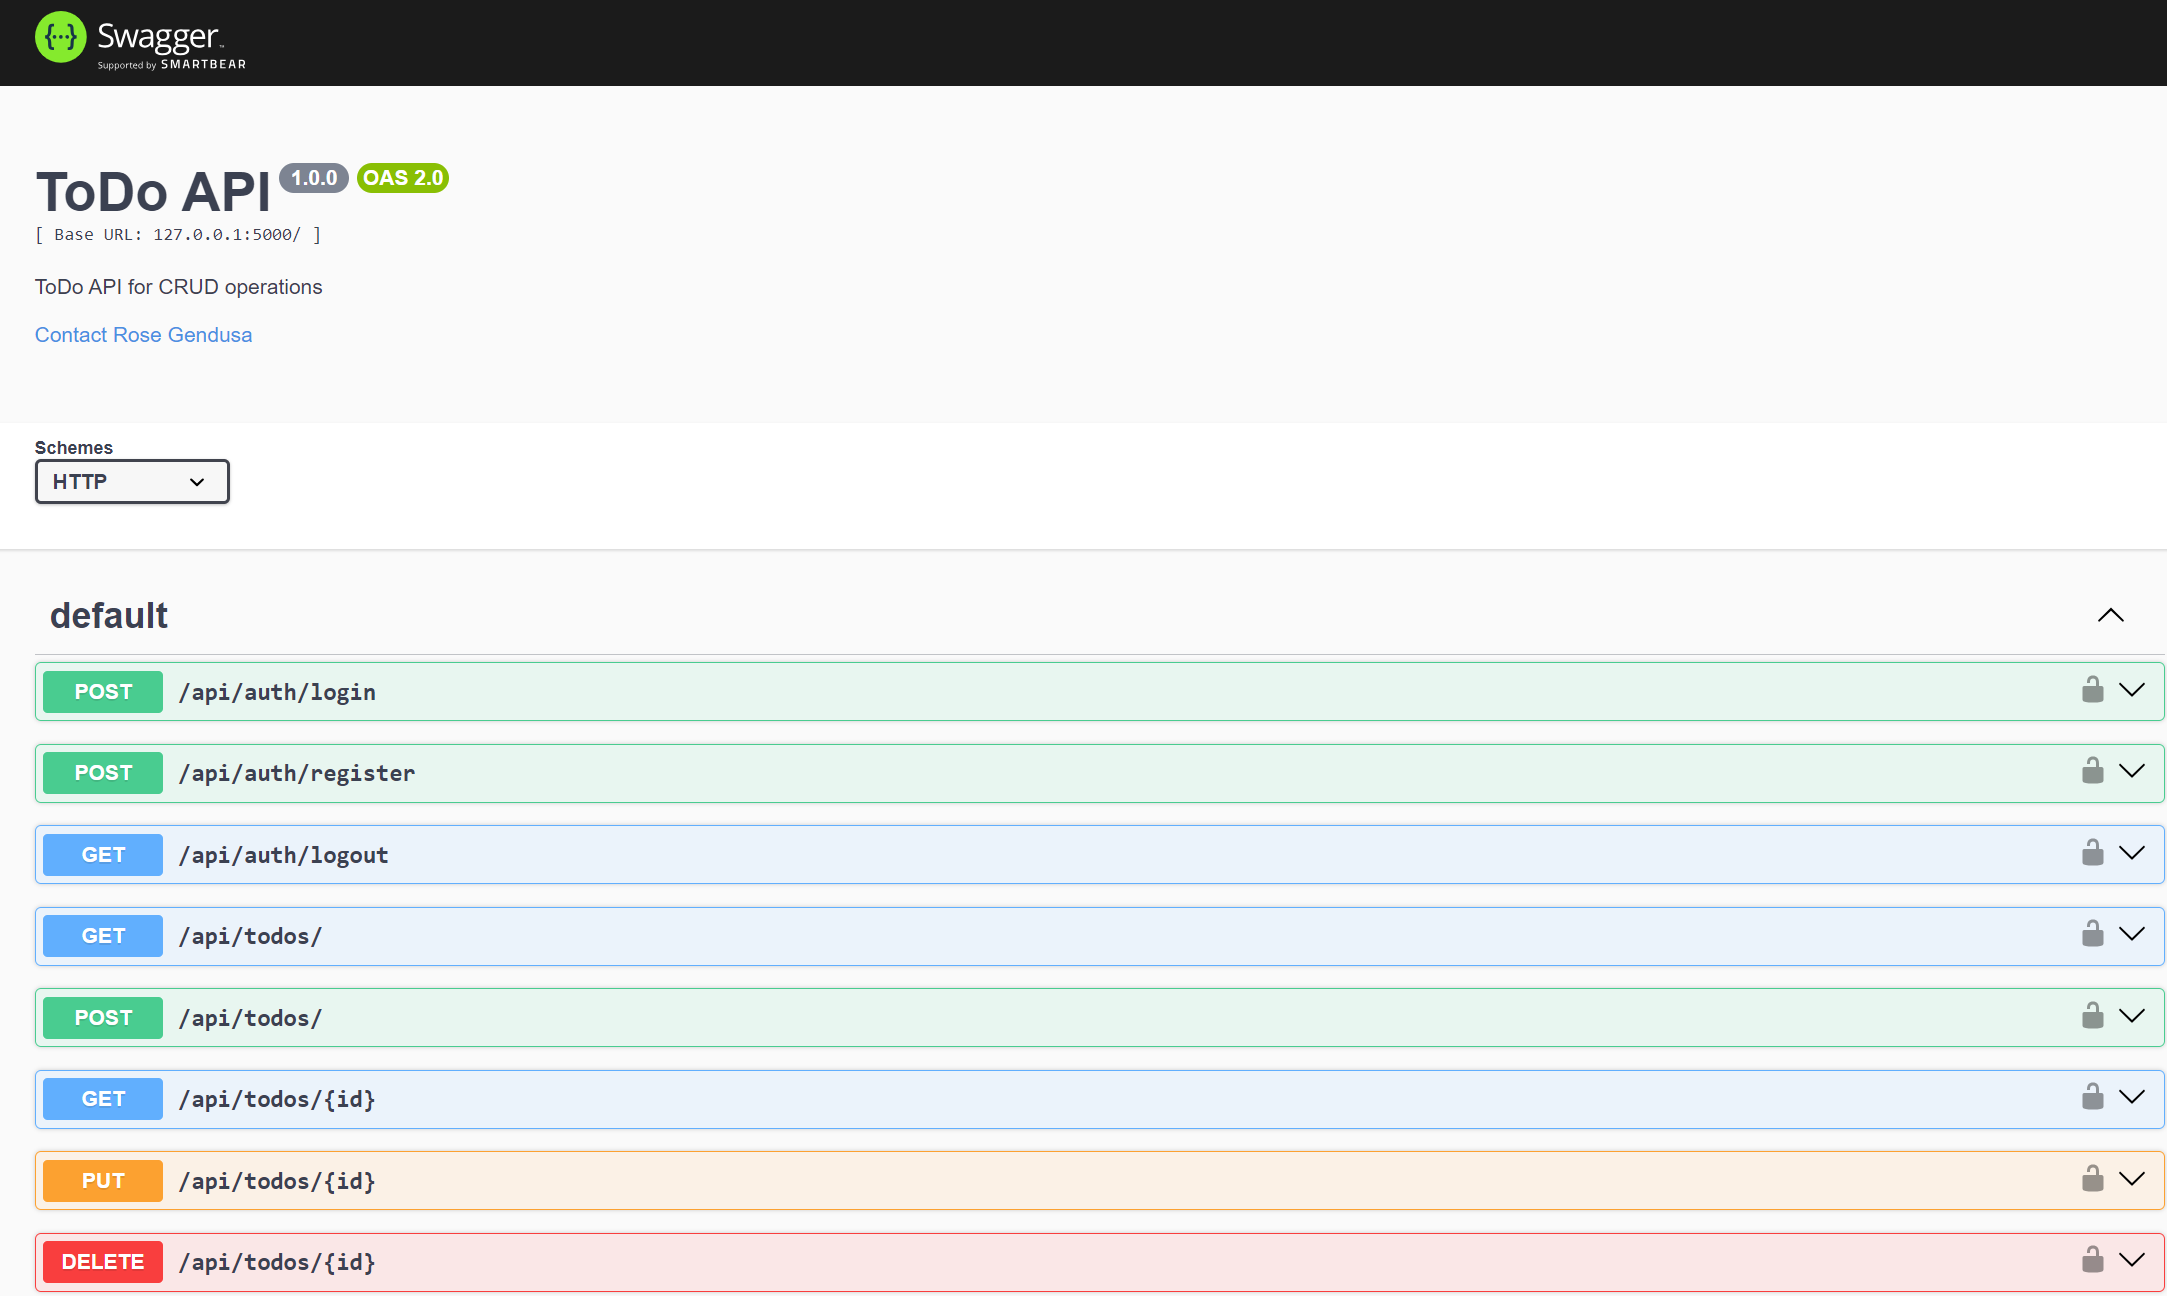 {···} Swagger™
Supported by SMARTBEAR
ToDo API 1.0.0 OAS 2.0
[ Base URL: 127.0.0.1:5000/ ]
ToDo API for CRUD operations
Contact Rose Gendusa
Schemes
HTTP
default
POST /api/auth/login
POST /api/auth/register
GET /api/auth/logout
GET /api/todos/
POST /api/todos/
GET /api/todos/{id}
PUT /api/todos/{id}
DELETE /api/todos/{id}